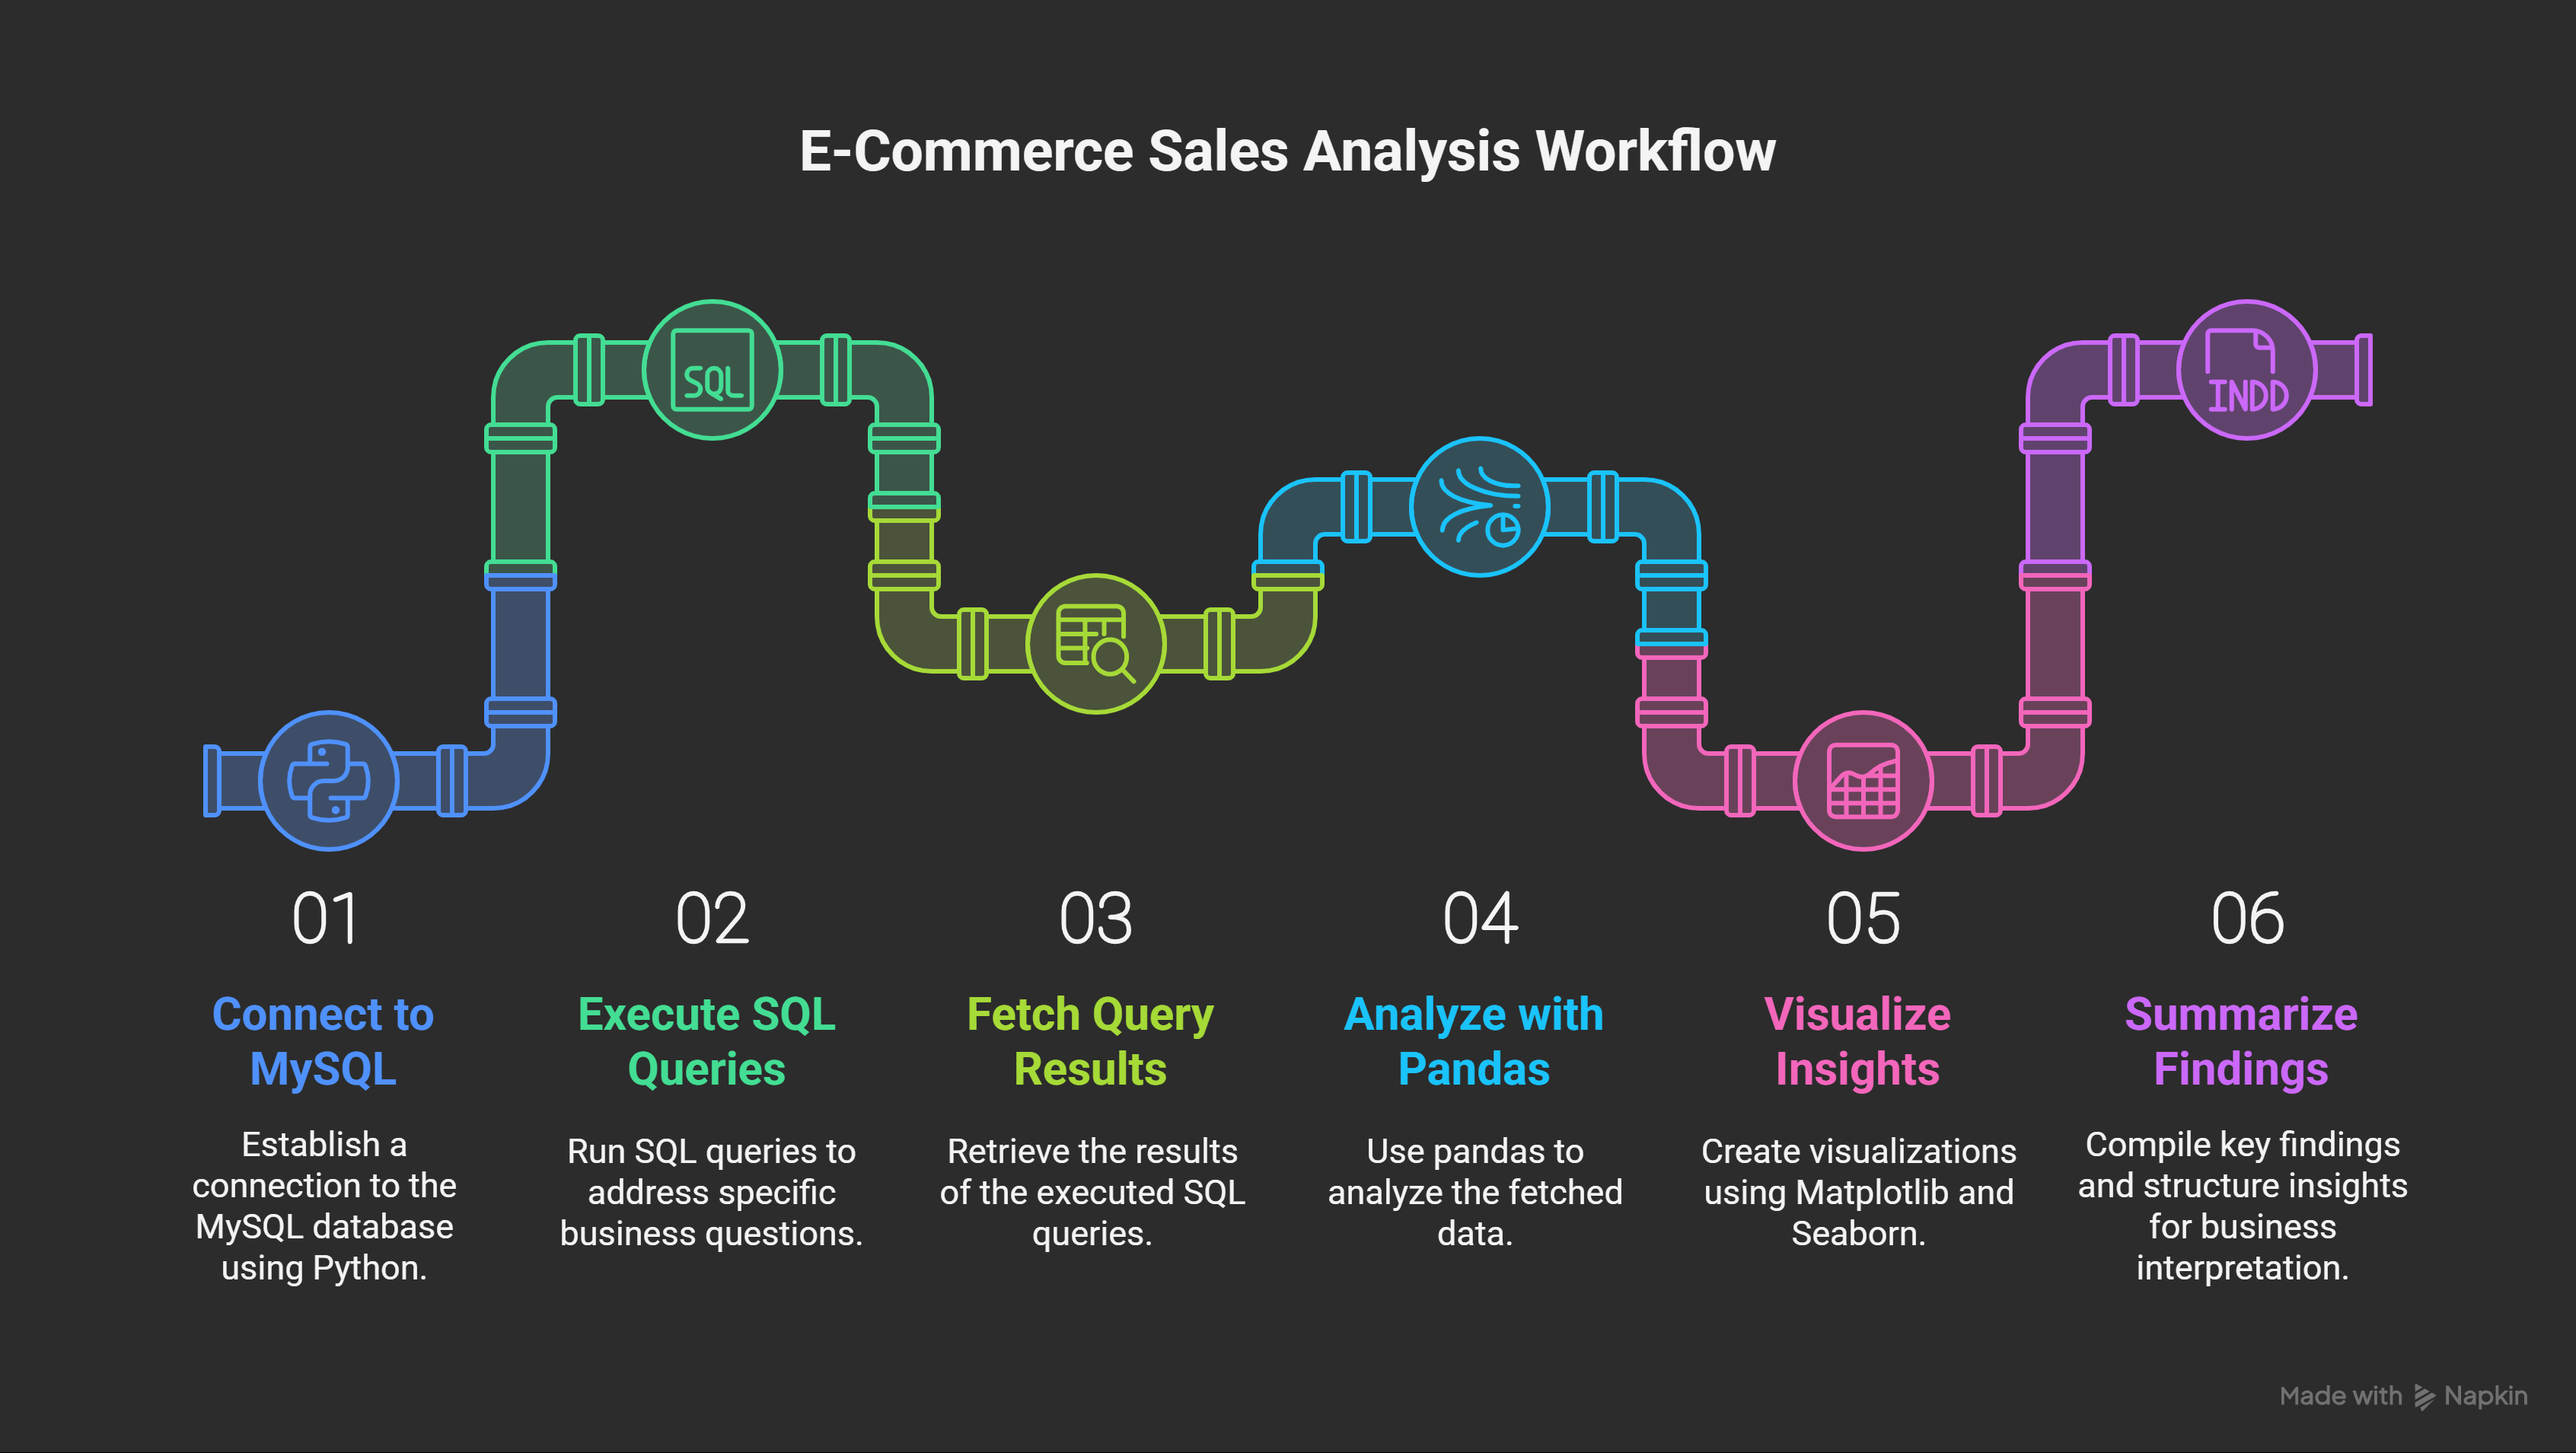 E-Commerce Sales Analysis Workflow
SQL
INDD
01
Connect to
MySQL
Establish a
connection to the
MySQL database
using Python.
02
Execute SQL
Queries
Run SQL queries to
address specific
business questions.
03
Fetch Query
Results
Retrieve the results
of the executed SQL
queries.
04
Analyze with
Pandas
Use pandas to
analyze the fetched
data.
05
Visualize
Insights
Create visualizations
using Matplotlib and
Seaborn.
06
Summarize
Findings
Compile key findings
and structure insights
for business
interpretation.
Made with Napkin